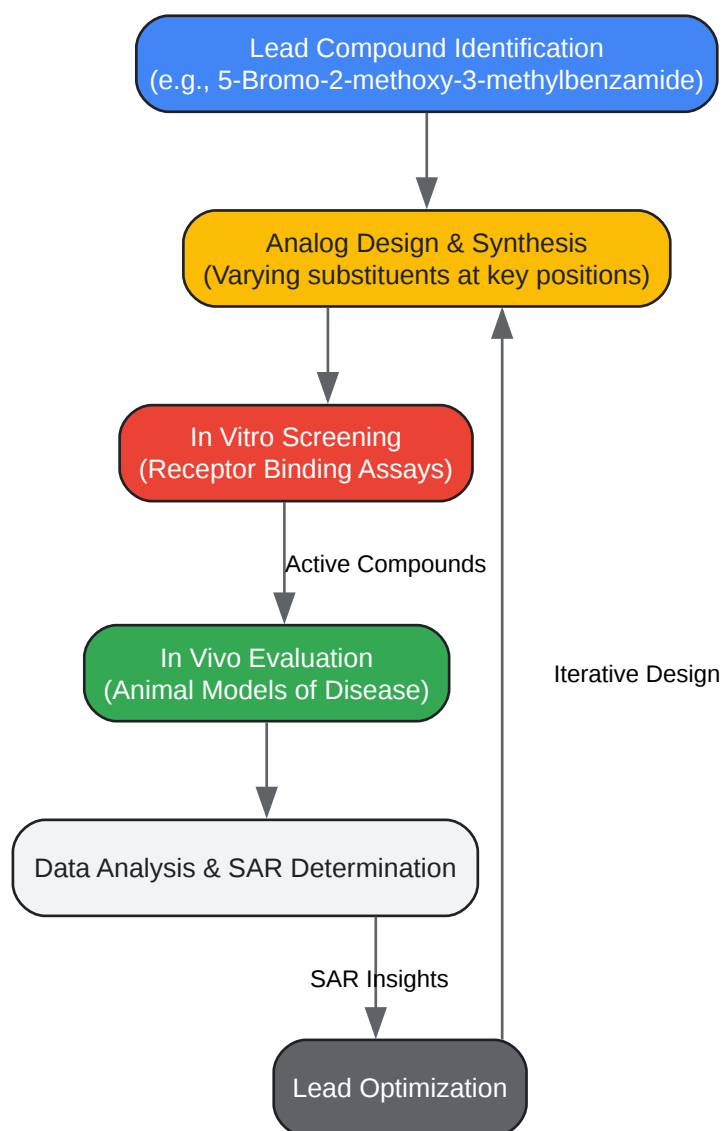 Lead Compound Identification
(e.g., 5-Bromo-2-methoxy-3-methylbenzamide)
Analog Design & Synthesis
(Varying substituents at key positions)
In Vitro Screening
(Receptor Binding Assays)
Active Compounds
In Vivo Evaluation
(Animal Models of Disease)
Iterative Design
Data Analysis & SAR Determination
SAR Insights
Lead Optimization